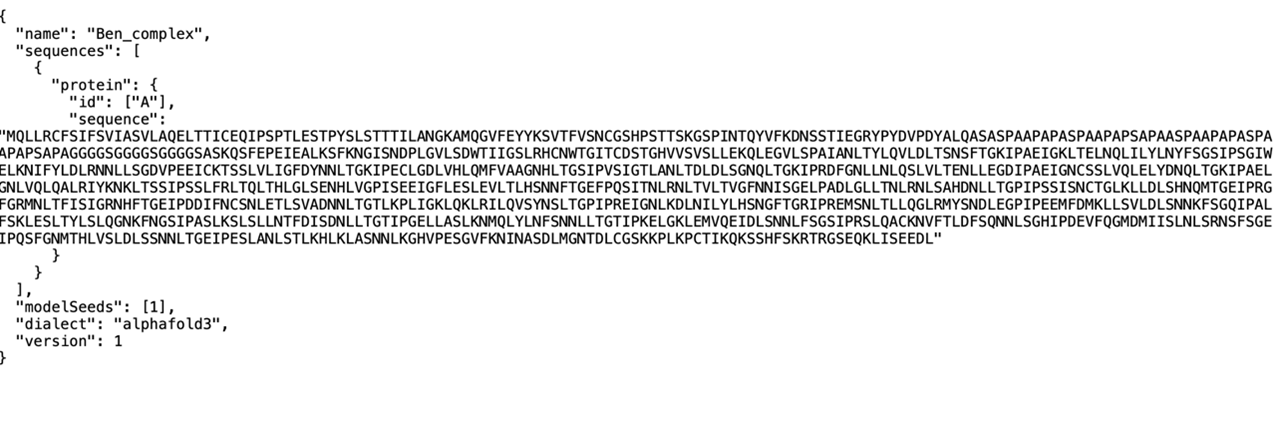 {
  "name": "Ben_complex",
  "sequences": [
    {
      "protein": {
        "id": ["A"],
        "sequence":
"MQLLRCFSIFSVIASVLAQELTTICEQIPSPTLESTPYSLSTTTILANGKAMQGVFEYYKSVTFVSNCGSHPSTTSKGSPINTQYVFKDNSSTIEGRYPYDVPDYALQASASPAAPAPASPAAPAPSAPAASPAAPAPASPA
APAPSAPAGGGGSGGGGSGGGGSASKQSFEPEIEALKSFKNGISNDPLGVLSDWTIIGSLRHCNWTGITCDSTGHVVSVSLLEKQLEGVLSPAIANLTYLQVLDLTSNSFTGKIPAEIGKLTELNQLILYLNYFSGSIPSGIW
ELKNIFYLDLRNNLLSGDVPEEICKTSSLVLIGFDYNNLTGKIPECLGDLVHLQMFVAAGNHLTGSIPVSIGTLANLTDLDLSGNQLTGKIPRDFGNLLNLQSLVLTENLLEGDIPAEIGNCSSLVQLELYDNQLTGKIPAEL
GNLVQLQALRIYKNKLTSSIPSSLFRLTQLTHLGLSENHLVGPISEEIGFLESLEVLTLHSNNFTGEFPQSITNLRNLTVLTVGFNNISGELPADLGLLTNLRNLSAHDNLLTGPIPSSISNCTGLKLLDLSHNQMTGEIPRG
FGRMNLTFISIGRNHFTGEIPDDIFNCSNLETLSVADNNLTGTLKPLIGKLQKLRILQVSYNSLTGPIPREIGNLKDLNILYLHSNGFTGRIPREMSNLTLLQGLRMYSNDLEGPIPEEMFDMKLLSVLDLSNNKFSGQIPAL
FSKLESLTYLSLQGNKFNGSIPASLKSLSLLNTFDISDNLLTGTIPGELLASLKNMQLYLNFSNNLLTGTIPKELGKLEMVQEIDLSNNLFSGSIPRSLQACKNVFTLDFSQNNLSGHIPDEVFQGMDMIISLNLSRNSFSGE
IPQSFGNMTHLVSLDLSSNNLTGEIPESLANLSTLKHLKLASNNLKGHVPESGVFKNINASDLMGNTDLCGSKKPLKPCTIKQKSSHFSKRTRGSEQKLISEEDL"
      }
    }
  ],
  "modelSeeds": [1],
  "dialect": "alphafold3",
  "version": 1
}